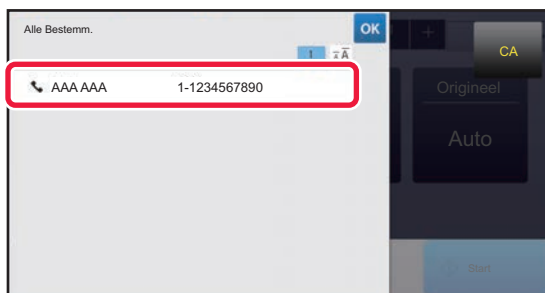 Alle Bestemm.
OK
CA
1
AAA AAA 1-1234567890
Origineel
Auto
Start